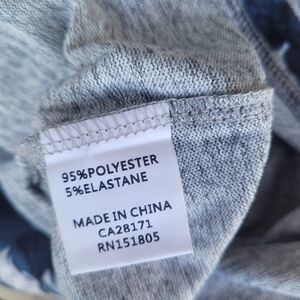 95%POLYESTER
5%ELASTANE
MADE IN CHINA
CA28171
RN151805